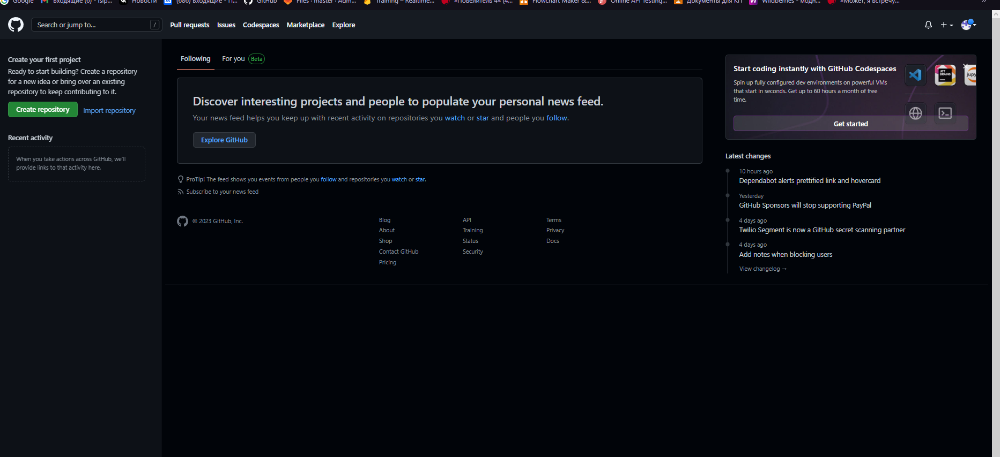 Google Входящие (6) - isip... Новости (686) Входящие - П... GitHub Files · master · Adm... Training – Realtime... «Повелитель 4» (4... Flowchart Maker &... Online API Testing... Документы для КП Wildberries - модн... «Может, я встречу... »
Search or jump to... / Pull requests Issues Codespaces Marketplace Explore
Create your first project
Ready to start building? Create a repository
for a new idea or bring over an existing
repository to keep contributing to it.
Create repository Import repository
Recent activity
When you take actions across GitHub, we'll
provide links to that activity here.
Following For you Beta
Discover interesting projects and people to populate your personal news feed.
Your news feed helps you keep up with recent activity on repositories you watch or star and people you follow.
Explore GitHub
ProTip! The feed shows you events from people you follow and repositories you watch or star.
Subscribe to your news feed
© 2023 GitHub, Inc.
Blog
About
Shop
Contact GitHub
Pricing
API
Training
Status
Security
Terms
Privacy
Docs
Start coding instantly with GitHub Codespaces
Spin up fully configured dev environments on powerful VMs
that start in seconds. Get up to 60 hours a month of free
time.
JET
BRAINS
jupy
Get started
Latest changes
10 hours ago
Dependabot alerts prettified link and hovercard
Yesterday
GitHub Sponsors will stop supporting PayPal
4 days ago
Twilio Segment is now a GitHub secret scanning partner
4 days ago
Add notes when blocking users
View changelog →